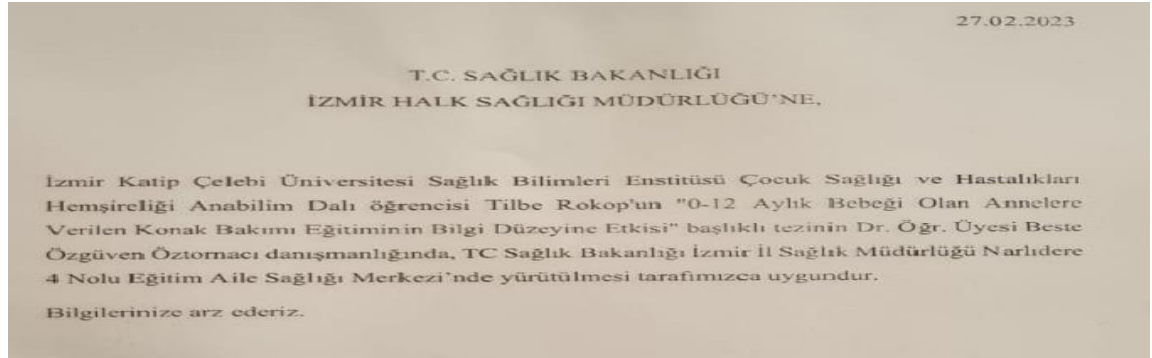 27.02.2023
T.C. SAĞLIK BAKANLIĞI
İZMİR HALK SAĞLIĞI MÜDÜRLÜĞÜ'NE,
İzmir Katip Çelebi Üniversitesi Sağlık Bilimleri Enstitüsü Çocuk Sağlığı ve Hastalıkları
Hemşireliği Anabilim Dalı öğrencisi Tilbe Rokop'un "0-12 Aylık Bebeği Olan Annelere
Verilen Konak Bakımı Eğitiminin Bilgi Düzeyine Etkisi" başlıklı tezinin Dr. Öğr. Üyesi Beste
Özgüven Öztornacı danışmanlığında, TC Sağlık Bakanlığı İzmir İl Sağlık Müdürlüğü Narlıdere
4 Nolu Eğitim Aile Sağlığı Merkezi'nde yürütülmesi tarafımızca uygundur.
Bilgilerinize arz ederiz.